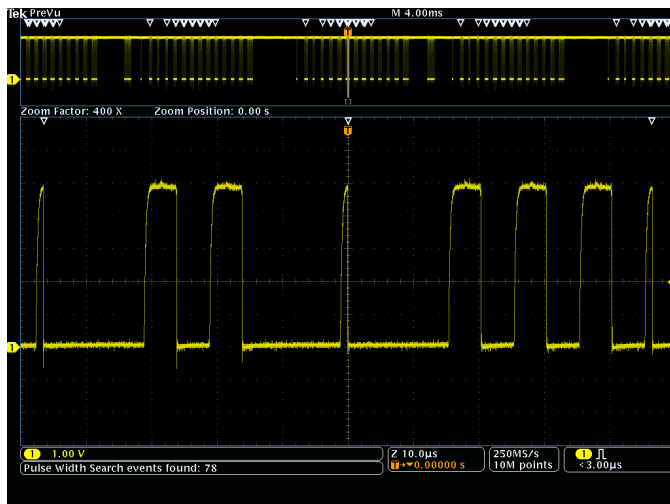 Tek PreVu M 4.00ms
T
1
Zoom Factor: 400 X Zoom Position: 0.00 s
T
1
1 1.00 V
Z 10.0µs
T→▼0.00000 s
250MS/s
10M points
1
<3.00µs
Pulse Width Search events found: 78